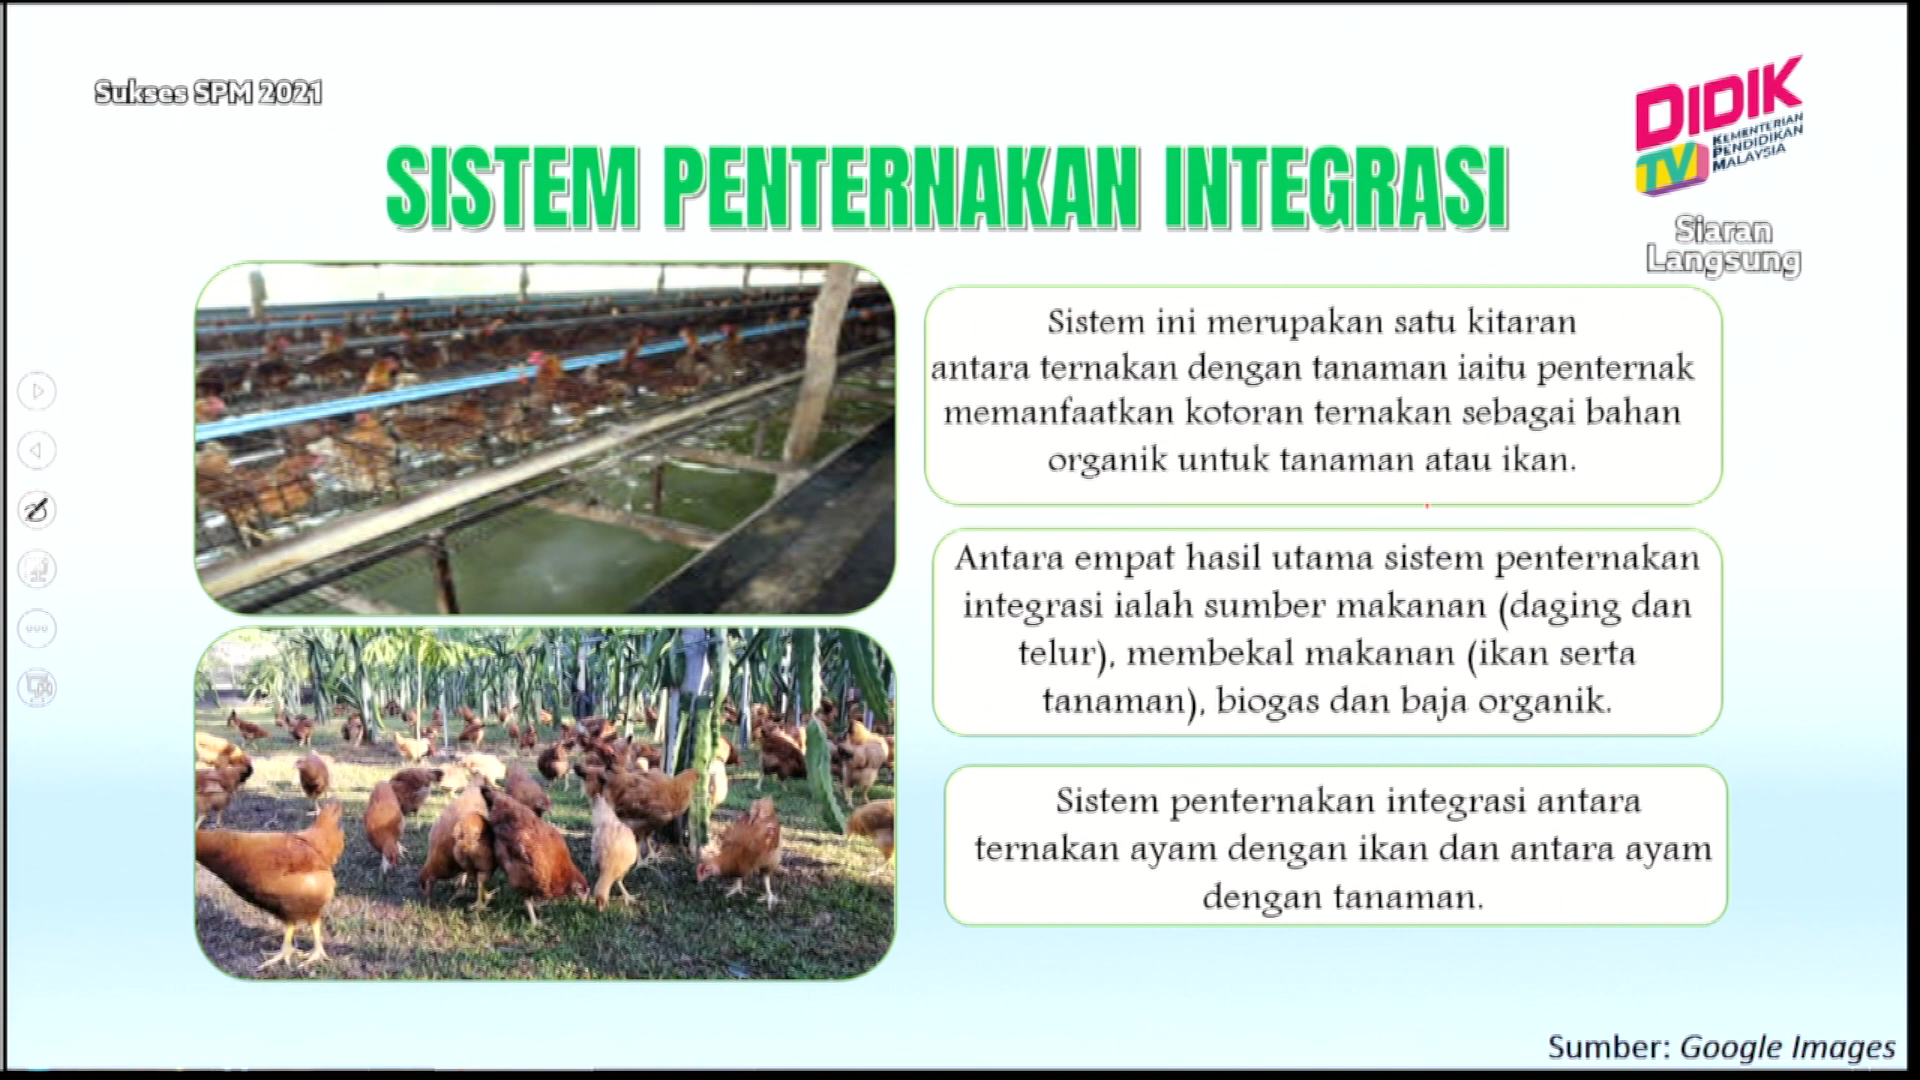 Sukses SPM 2021
DIDIK
TV
KEMENTERIAN
PENDIDIKAN
MALAYSIA
Siaran
Langsung
SISTEM PENTERNAKAN INTEGRASI
Sistem ini merupakan satu kitaran
antara ternakan dengan tanaman iaitu penternak
memanfaatkan kotoran ternakan sebagai bahan
organik untuk tanaman atau ikan.
Antara empat hasil utama sistem penternakan
integrasi ialah sumber makanan (daging dan
telur), membekal makanan (ikan serta
tanaman), biogas dan baja organik.
Sistem penternakan integrasi antara
ternakan ayam dengan ikan dan antara ayam
dengan tanaman.
Sumber: Google Images